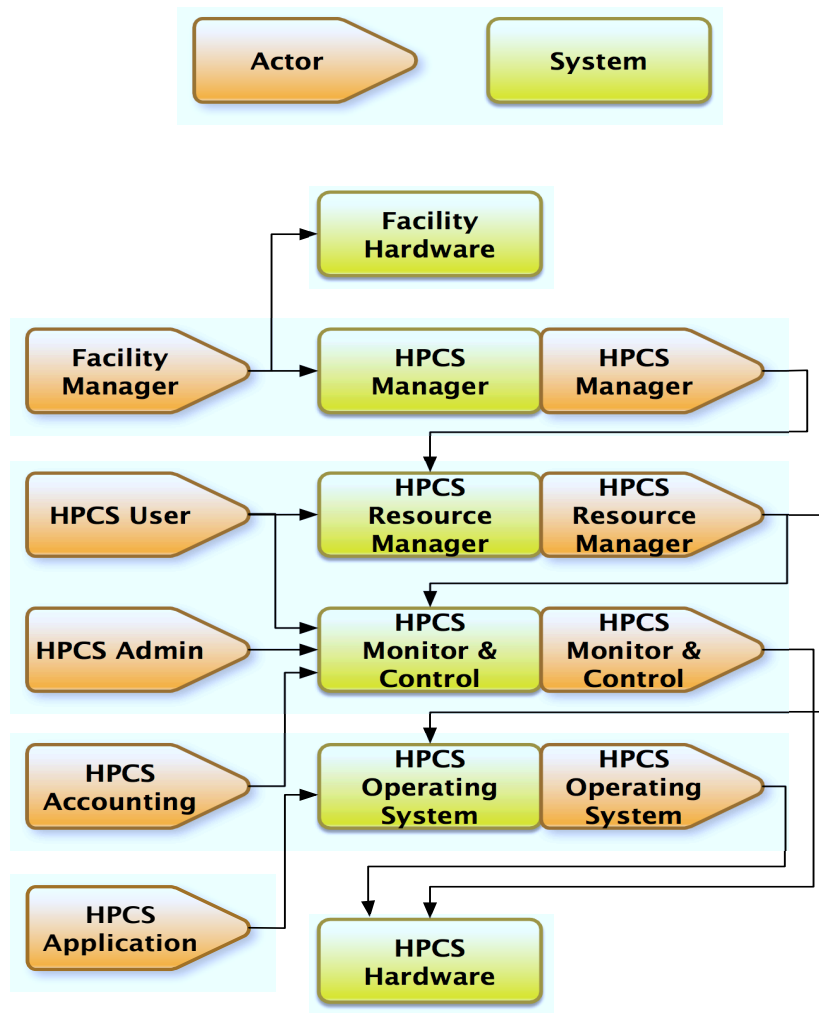 Actor
System
Facility
Hardware
Facility
Manager
HPCS
Manager
HPCS
Manager
HPCS User
HPCS
Resource
Manager
HPCS
Resource
Manager
HPCS Admin
HPCS
Monitor &
Control
HPCS
Monitor &
Control
HPCS
Accounting
HPCS
Operating
System
HPCS
Operating
System
HPCS
Application
HPCS
Hardware